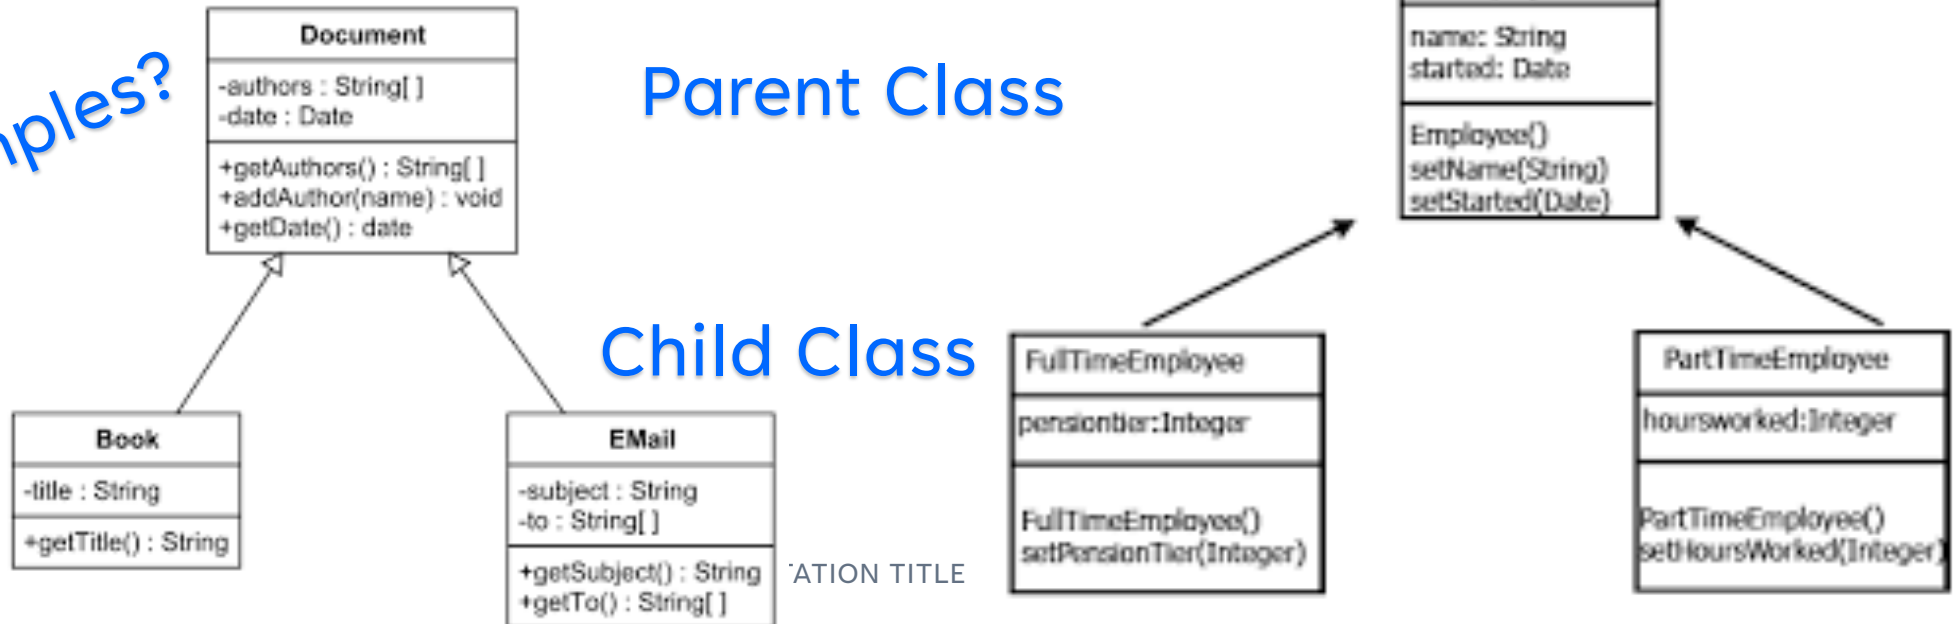 Document
-authors : String[ ]
-date : Date
+getAuthors() : String[ ]
+addAuthor(name) : void
+getDate() : date
Parent Class
name: String
started: Date
Employee()
setName(String)
setStarted(Date)
Child Class
Book
-title : String
+getTitle() : String
EMail
-subject : String
-to : String[ ]
+getSubject() : String
+getTo() : String[ ]
FullTimeEmployee
pensiontier:Integer
FullTimeEmployee()
setPensionTier(Integer)
PartTimeEmployee
hoursworked:Integer
PartTimeEmployee()
setHoursWorked(Integer)
ATION TITLE